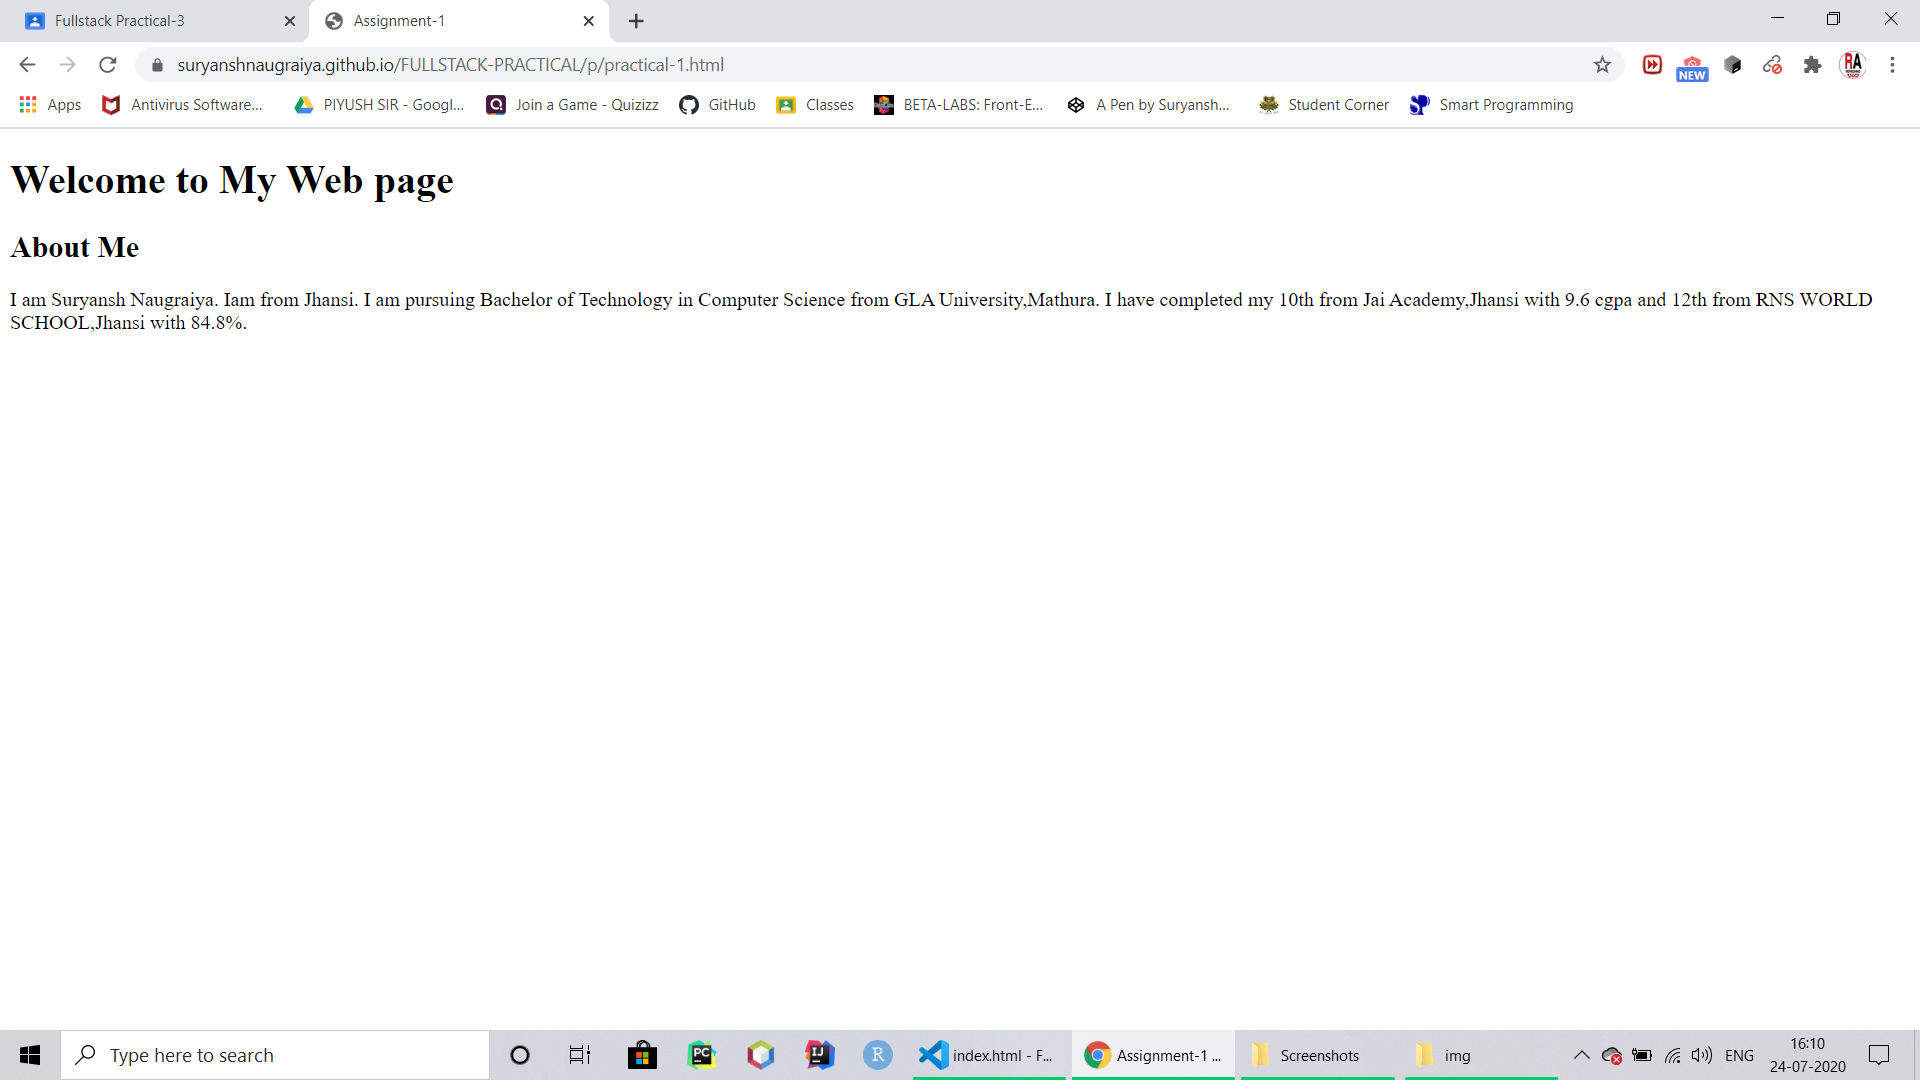 Fullstack Practical-3
Assignment-1
suryanshnaugraiya.github.io/FULLSTACK-PRACTICAL/p/practical-1.html
RA
NEW
Apps
Antivirus Software...
PIYUSH SIR - Googl...
Join a Game - Quizizz
GitHub
Classes
BETA-LABS: Front-E...
A Pen by Suryansh...
Student Corner
Smart Programming
Welcome to My Web page
About Me
I am Suryansh Naugraiya. Iam from Jhansi. I am pursuing Bachelor of Technology in Computer Science from GLA University,Mathura. I have completed my 10th from Jai Academy,Jhansi with 9.6 cgpa and 12th from RNS WORLD
SCHOOL,Jhansi with 84.8%.
Type here to search
PC
IJ
R
index.html - F...
Assignment-1 ...
Screenshots
img
ENG
16:10
24-07-2020